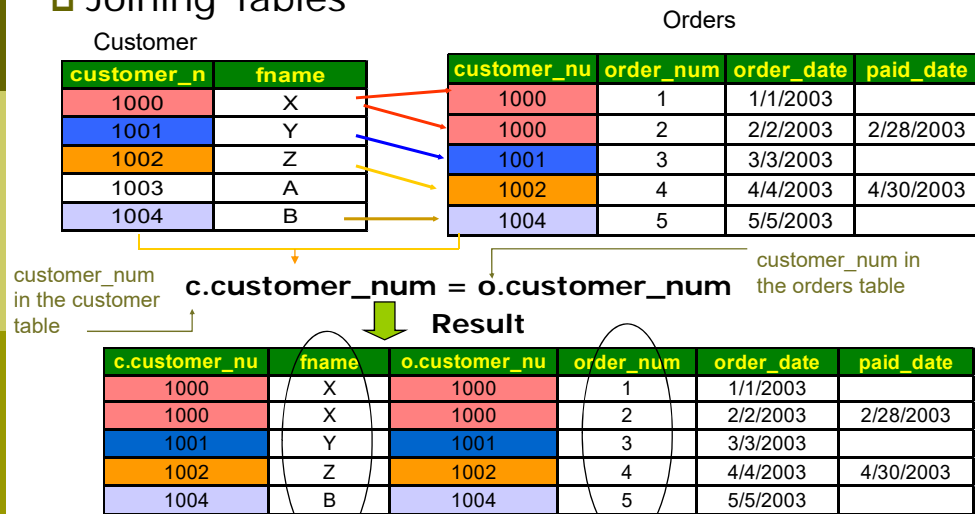 Joining Tables
Customer
Orders
customer_n fname
1000 X
1001 Y
1002 Z
1003 A
1004 B
customer_nu order_num order_date paid_date
1000 1 1/1/2003
1000 2 2/2/2003 2/28/2003
1001 3 3/3/2003
1002 4 4/4/2003 4/30/2003
1004 5 5/5/2003
customer_num
in the customer
table
c.customer_num = o.customer_num
customer_num in
the orders table
Result
c.customer_nu fname o.customer_nu order_num order_date paid_date
1000 X 1000 1 1/1/2003
1000 X 1000 2 2/2/2003 2/28/2003
1001 Y 1001 3 3/3/2003
1002 Z 1002 4 4/4/2003 4/30/2003
1004 B 1004 5 5/5/2003